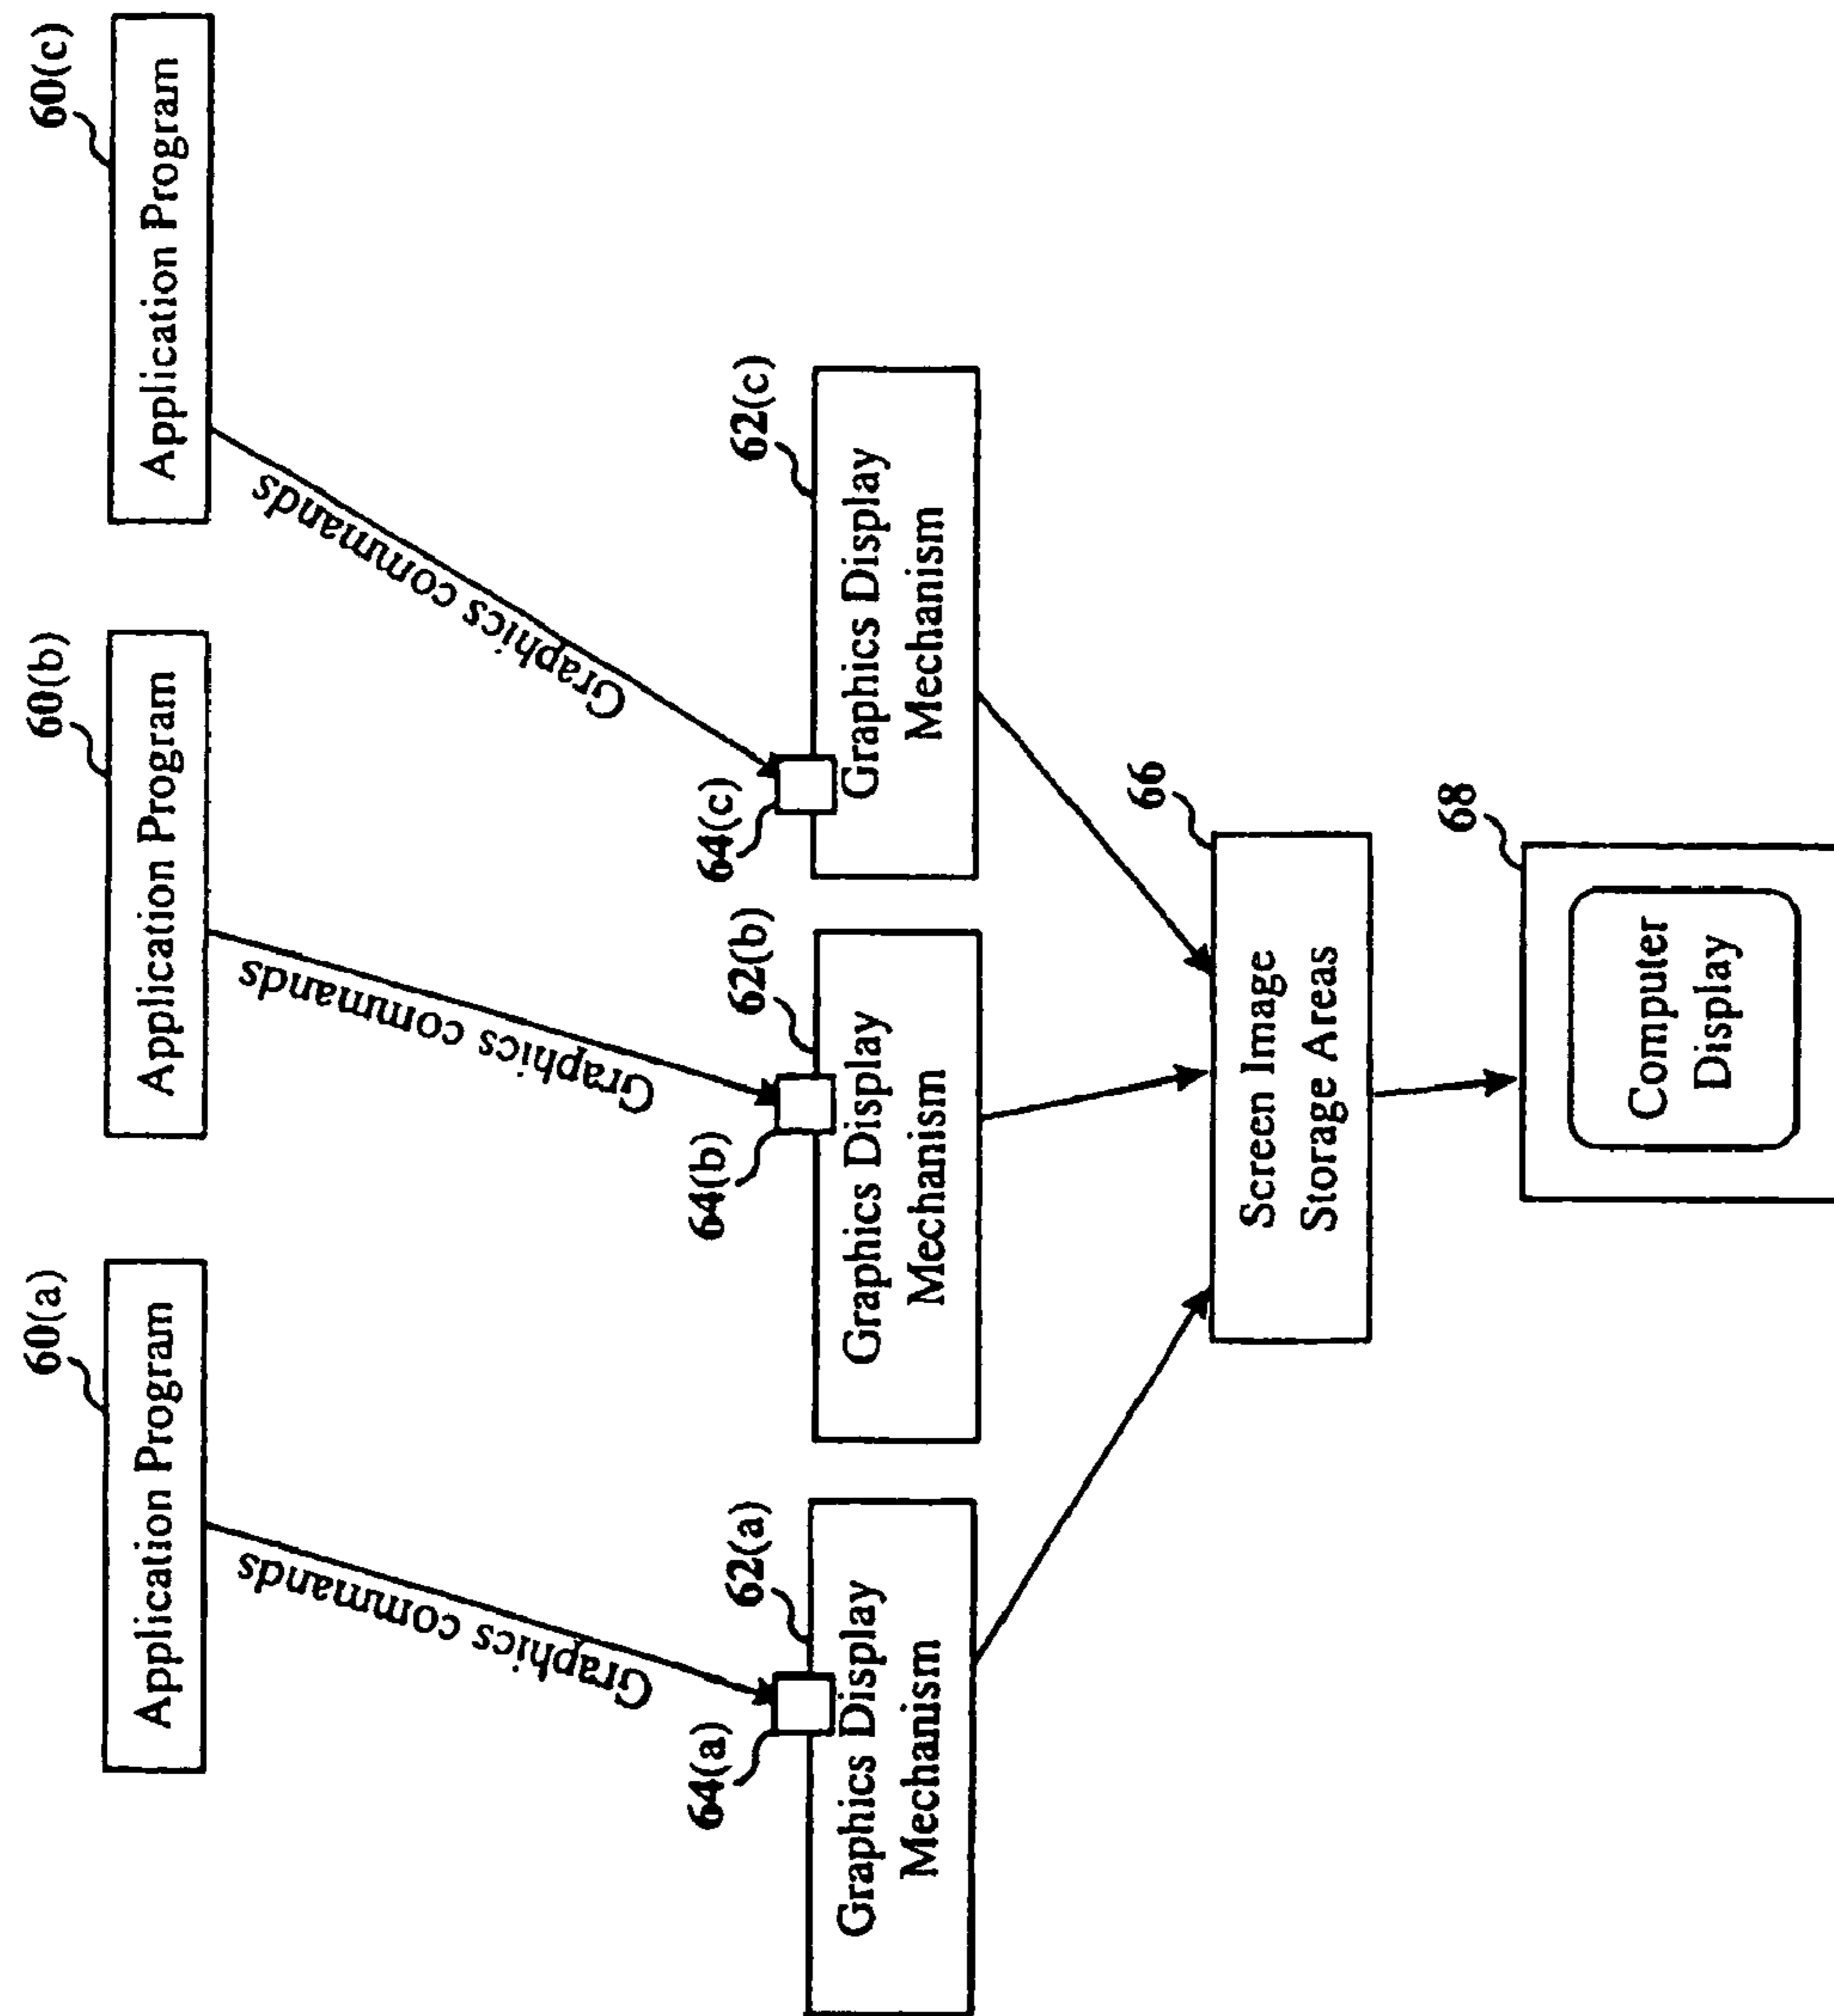 60(a)
Application Program
60(b)
Application Program
60(c)
Application Program
Graphics commands
Graphics commands
Graphics commands
64(a)
62(a)
Graphics Display
Mechanism
64(b)
62(b)
Graphics Display
Mechanism
64(c)
62(c)
Graphics Display
Mechanism
66
Screen Image
Storage Areas
68
Computer
Display